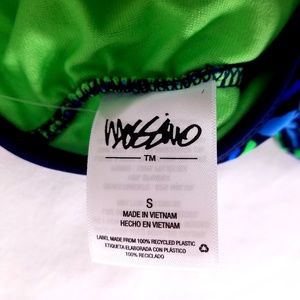 Mossimo
TM
S
MADE IN VIETNAM
HECHO EN VIETNAM
LABEL MADE FROM 100% RECYCLED PLASTIC
ETIQUETA ELABORADA CON PLÁSTICO
100% RECICLADO